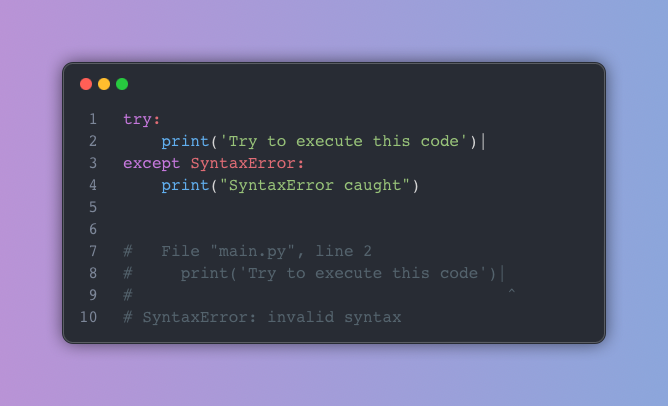 1 try:
2     print('Try to execute this code')|
3 except SyntaxError:
4     print("SyntaxError caught")
5
6
7 #   File "main.py", line 2
8 #     print('Try to execute this code')|
9 #                                       ^
10 # SyntaxError: invalid syntax